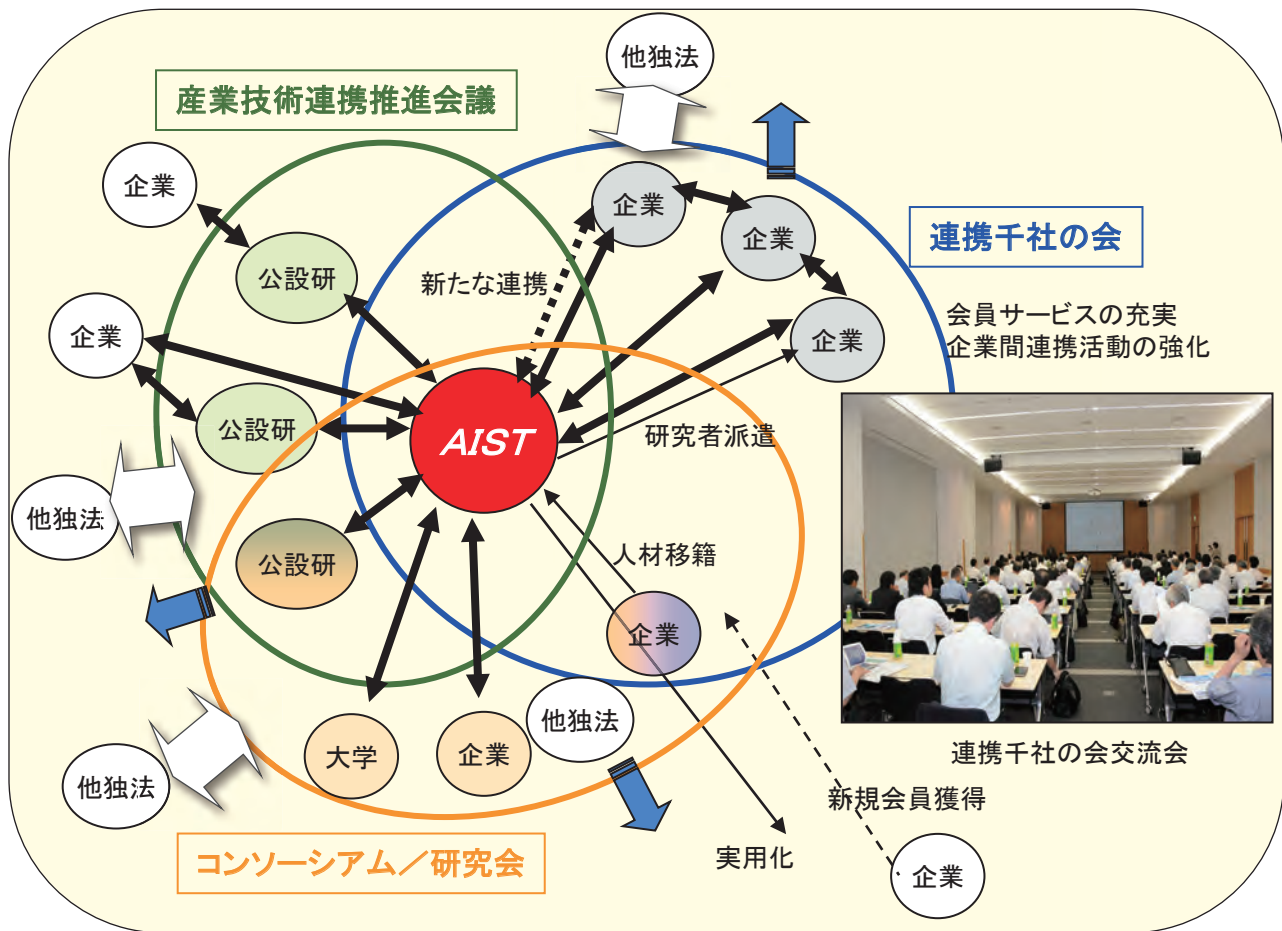 他独法
産業技術連携推進会議
企業
企業
企業
公設研
新たな連携
連携千社の会
会員サービスの充実
企業間連携活動の強化
企業
企業
公設研
AIST
研究者派遣
他独法
公設研
人材移籍
企業
他独法
大学
企業
連携千社の会交流会
他独法
新規会員獲得
コンソーシアム／研究会
実用化
企業